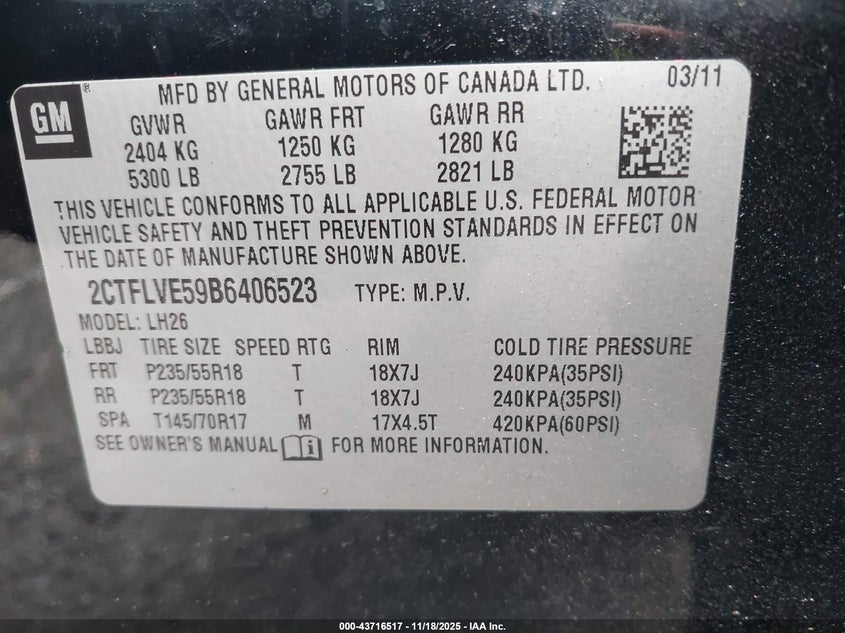 GM ® MFD BY GENERAL MOTORS OF CANADA LTD. 03/11
GVWR GAWR FRT GAWR RR
2404 KG 1250 KG 1280 KG
5300 LB 2755 LB 2821 LB
THIS VEHICLE CONFORMS TO ALL APPLICABLE U.S. FEDERAL MOTOR
VEHICLE SAFETY AND THEFT PREVENTION STANDARDS IN EFFECT ON
THE DATE OF MANUFACTURE SHOWN ABOVE.
2CTFLVE59B6406523 TYPE: M.P.V.
MODEL: LH26
LBBJ TIRE SIZE SPEED RTG RIM COLD TIRE PRESSURE
FRT P235/55R18 T 18X7J 240KPA(35PSI)
RR P235/55R18 T 18X7J 240KPA(35PSI)
SPA T145/70R17 M 17X4.5T 420KPA(60PSI)
SEE OWNER'S MANUAL i FOR MORE INFORMATION.
000-43716517 - 11/18/2025 - IAA Inc.